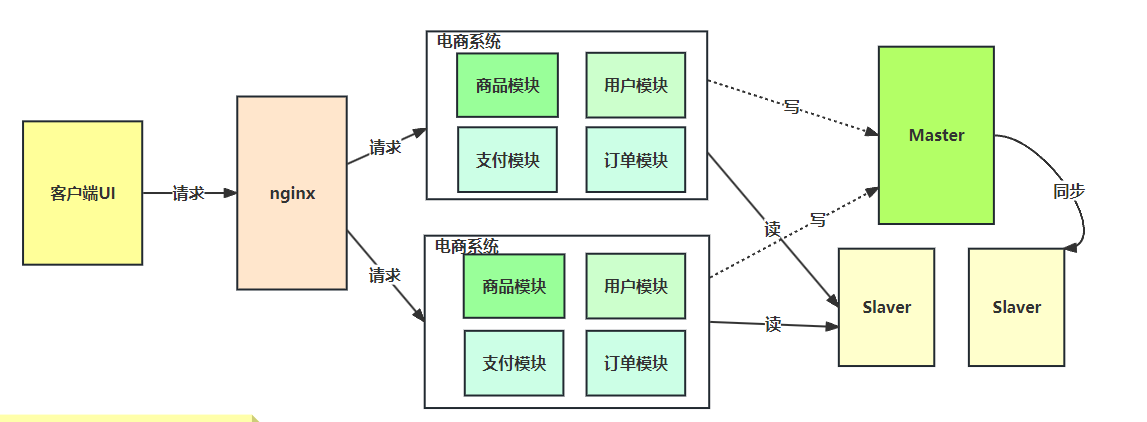 客户端UI
请求
nginx
请求
请求
电商系统
商品模块
用户模块
支付模块
订单模块
电商系统
商品模块
用户模块
支付模块
订单模块
写
写
读
读
Master
同步
Slaver
Slaver